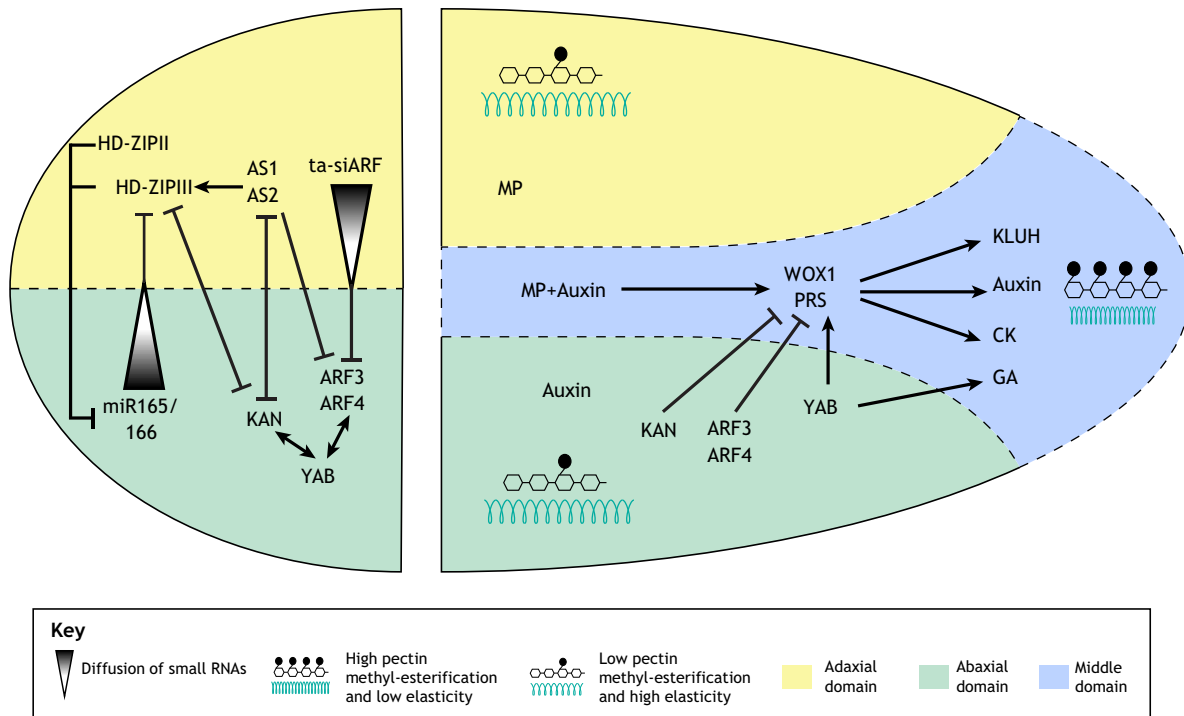 HD-ZIPII
HD-ZIPIII
AS1
AS2
ta-siARF
miR165/
166
KAN
ARF3
ARF4
YAB
MP
MP+Auxin
WOX1
PRS
KLUH
Auxin
CK
GA
Auxin
KAN
ARF3
ARF4
YAB
Key
Diffusion of small RNAs
High pectin
methyl-esterification
and low elasticity
Low pectin
methyl-esterification
and high elasticity
Adaxial
domain
Abaxial
domain
Middle
domain